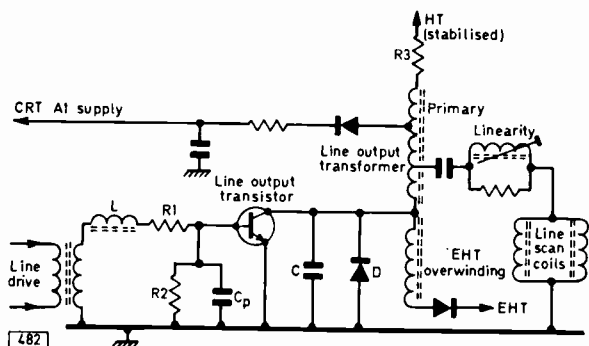 HT
(stabilised)
R3
CRT A1 supply
Primary
Linearity
Line output
transformer
Line output
transistor
L
R1
Line
drive
R2
Cp
C
D
EHT
overwinding
Line
scan
coils
EHT
482